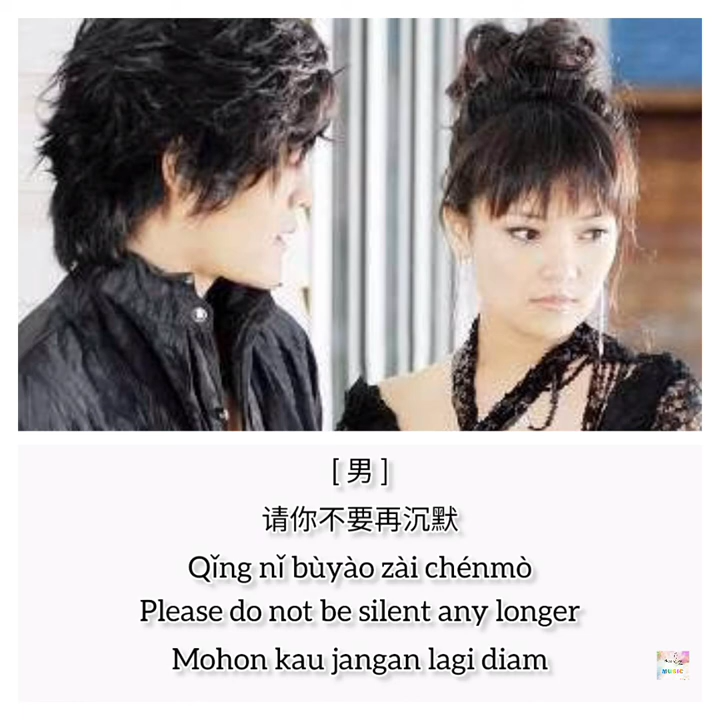 [ 男 ]
请你不要再沉默
Qǐng nǐ bùyào zài chénmò
Please do not be silent any longer
Mohon kau jangan lagi diam
MUSIC